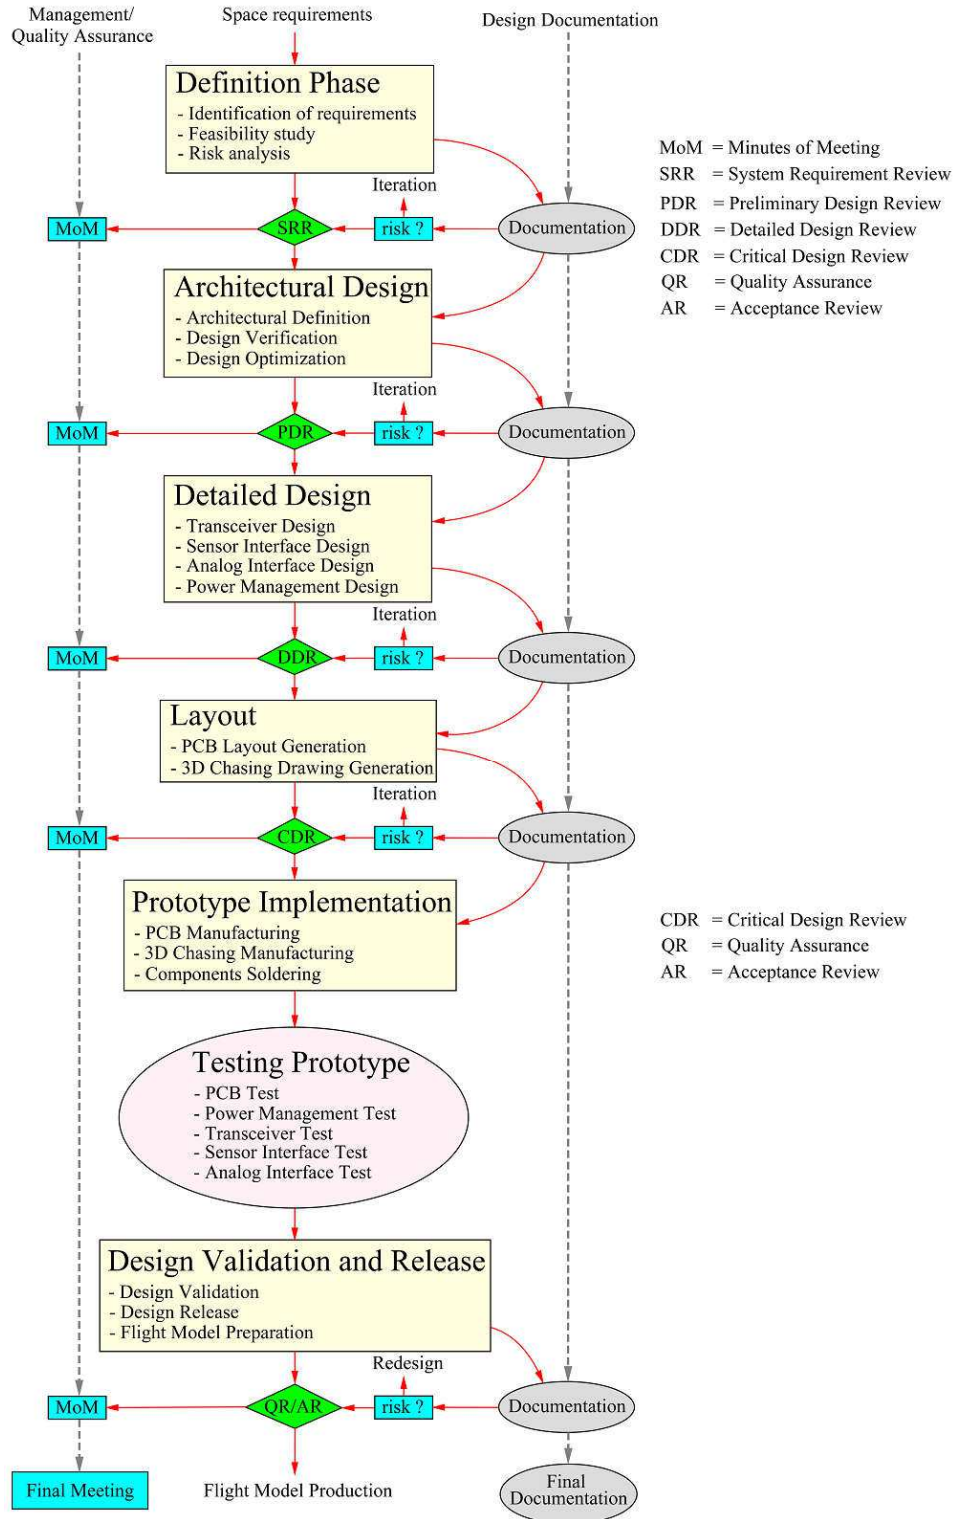 Management/
Quality Assurance
Space requirements
Design Documentation
Definition Phase
- Identification of requirements
- Feasibility study
- Risk analysis
MoM = Minutes of Meeting
SRR = System Requirement Review
PDR = Preliminary Design Review
DDR = Detailed Design Review
CDR = Critical Design Review
QR = Quality Assurance
AR = Acceptance Review
Iteration
MoM
SRR
risk ?
Documentation
Architectural Design
- Architectural Definition
- Design Verification
- Design Optimization
Iteration
MoM
PDR
risk ?
Documentation
Detailed Design
- Transceiver Design
- Sensor Interface Design
- Analog Interface Design
- Power Management Design
Iteration
MoM
DDR
risk ?
Documentation
Layout
- PCB Layout Generation
- 3D Chasing Drawing Generation
Iteration
MoM
CDR
risk ?
Documentation
Prototype Implementation
- PCB Manufacturing
- 3D Chasing Manufacturing
- Components Soldering
CDR = Critical Design Review
QR = Quality Assurance
AR = Acceptance Review
Testing Prototype
- PCB Test
- Power Management Test
- Transceiver Test
- Sensor Interface Test
- Analog Interface Test
Design Validation and Release
- Design Validation
- Design Release
- Flight Model Preparation
Redesign
MoM
QR/AR
risk ?
Documentation
Final Meeting
Flight Model Production
Final
Documentation